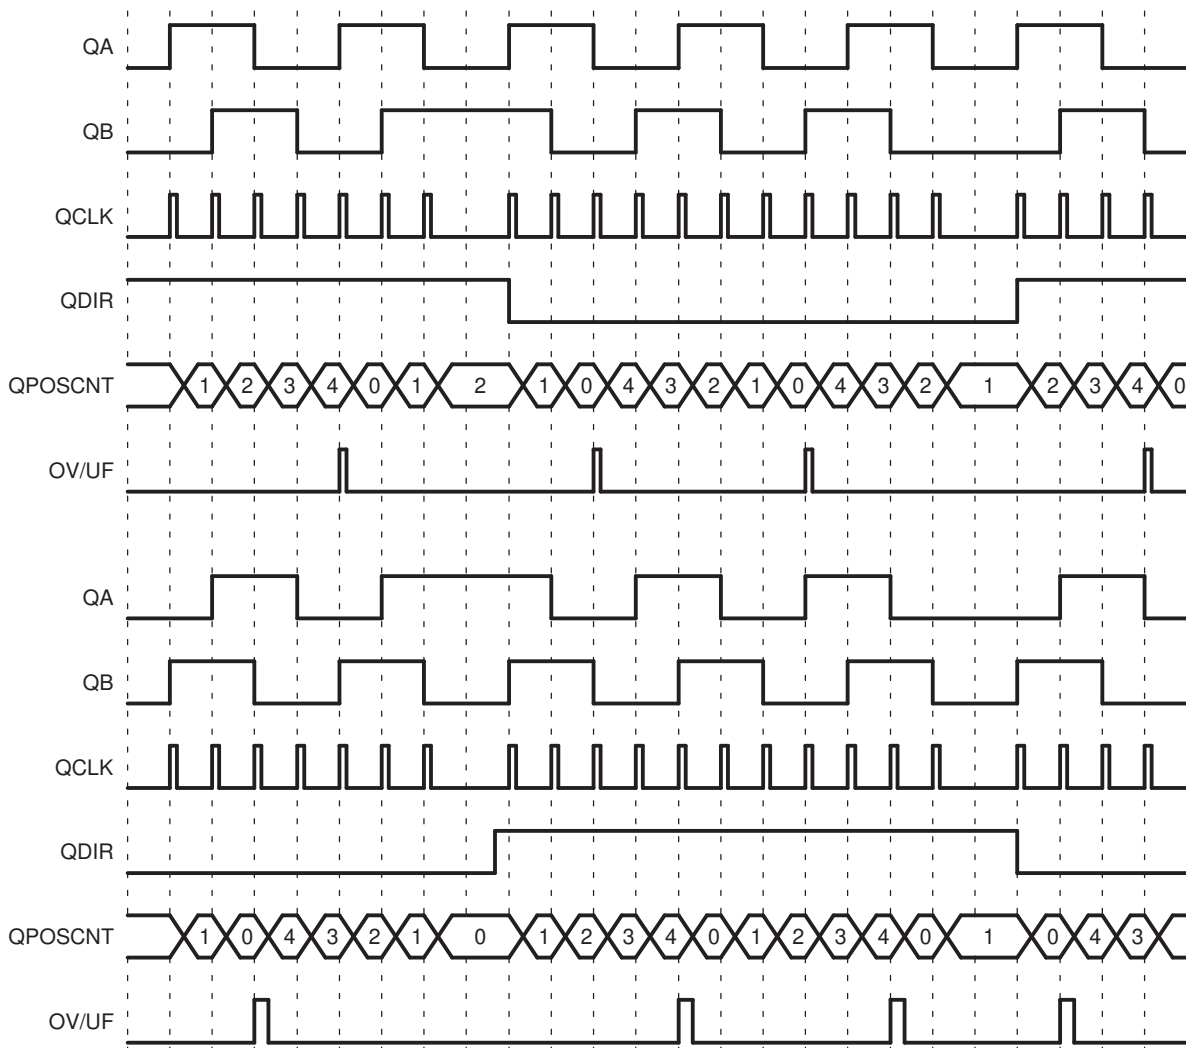 QA
QB
QCLK
QDIR
QPOSCNT 1 2 3 4 0 1 2 1 0 4 3 2 1 0 4 3 2 1 2 3 4 0
OV/UF
QA
QB
QCLK
QDIR
QPOSCNT 1 0 4 3 2 1 0 1 2 3 4 0 1 2 3 4 0 1 0 4 3
OV/UF